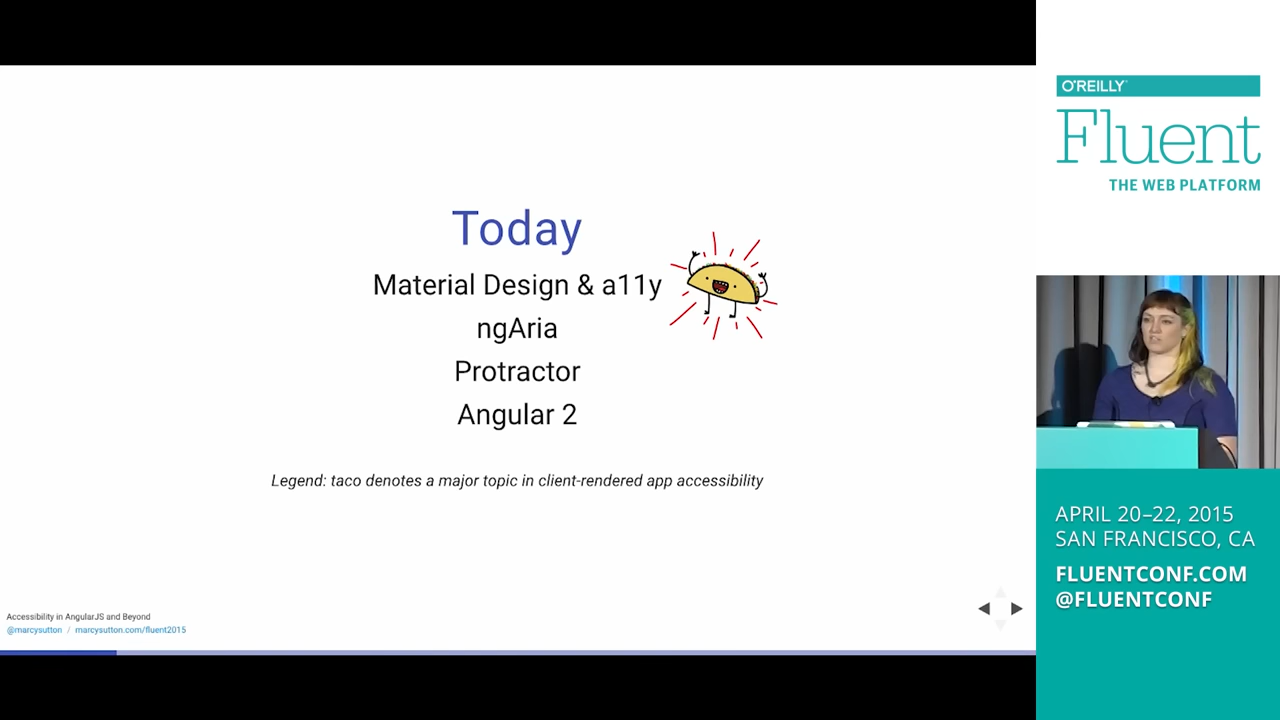 Today
Material Design & a11y
ngAria
Protractor
Angular 2
Legend: taco denotes a major topic in client-rendered app accessibility
Accessibility in AngularJS and Beyond
@marcysutton / marcysutton.com/fluent2015
O'REILLY
Fluent
THE WEB PLATFORM
APRIL 20–22, 2015
SAN FRANCISCO, CA
FLUENTCONF.COM
@FLUENTCONF